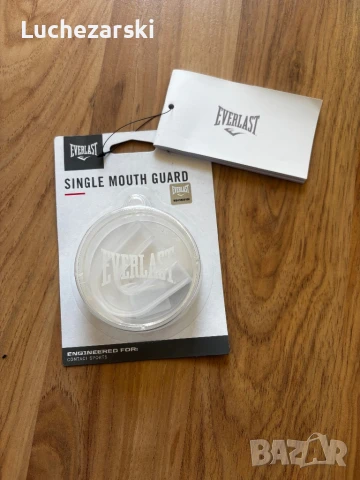 Luchezarski
EVERLAST
EVERLAST
SINGLE MOUTH GUARD
EVERLAST
ENGINEERED FOR:
CONTACT SPORTS
BAZAR